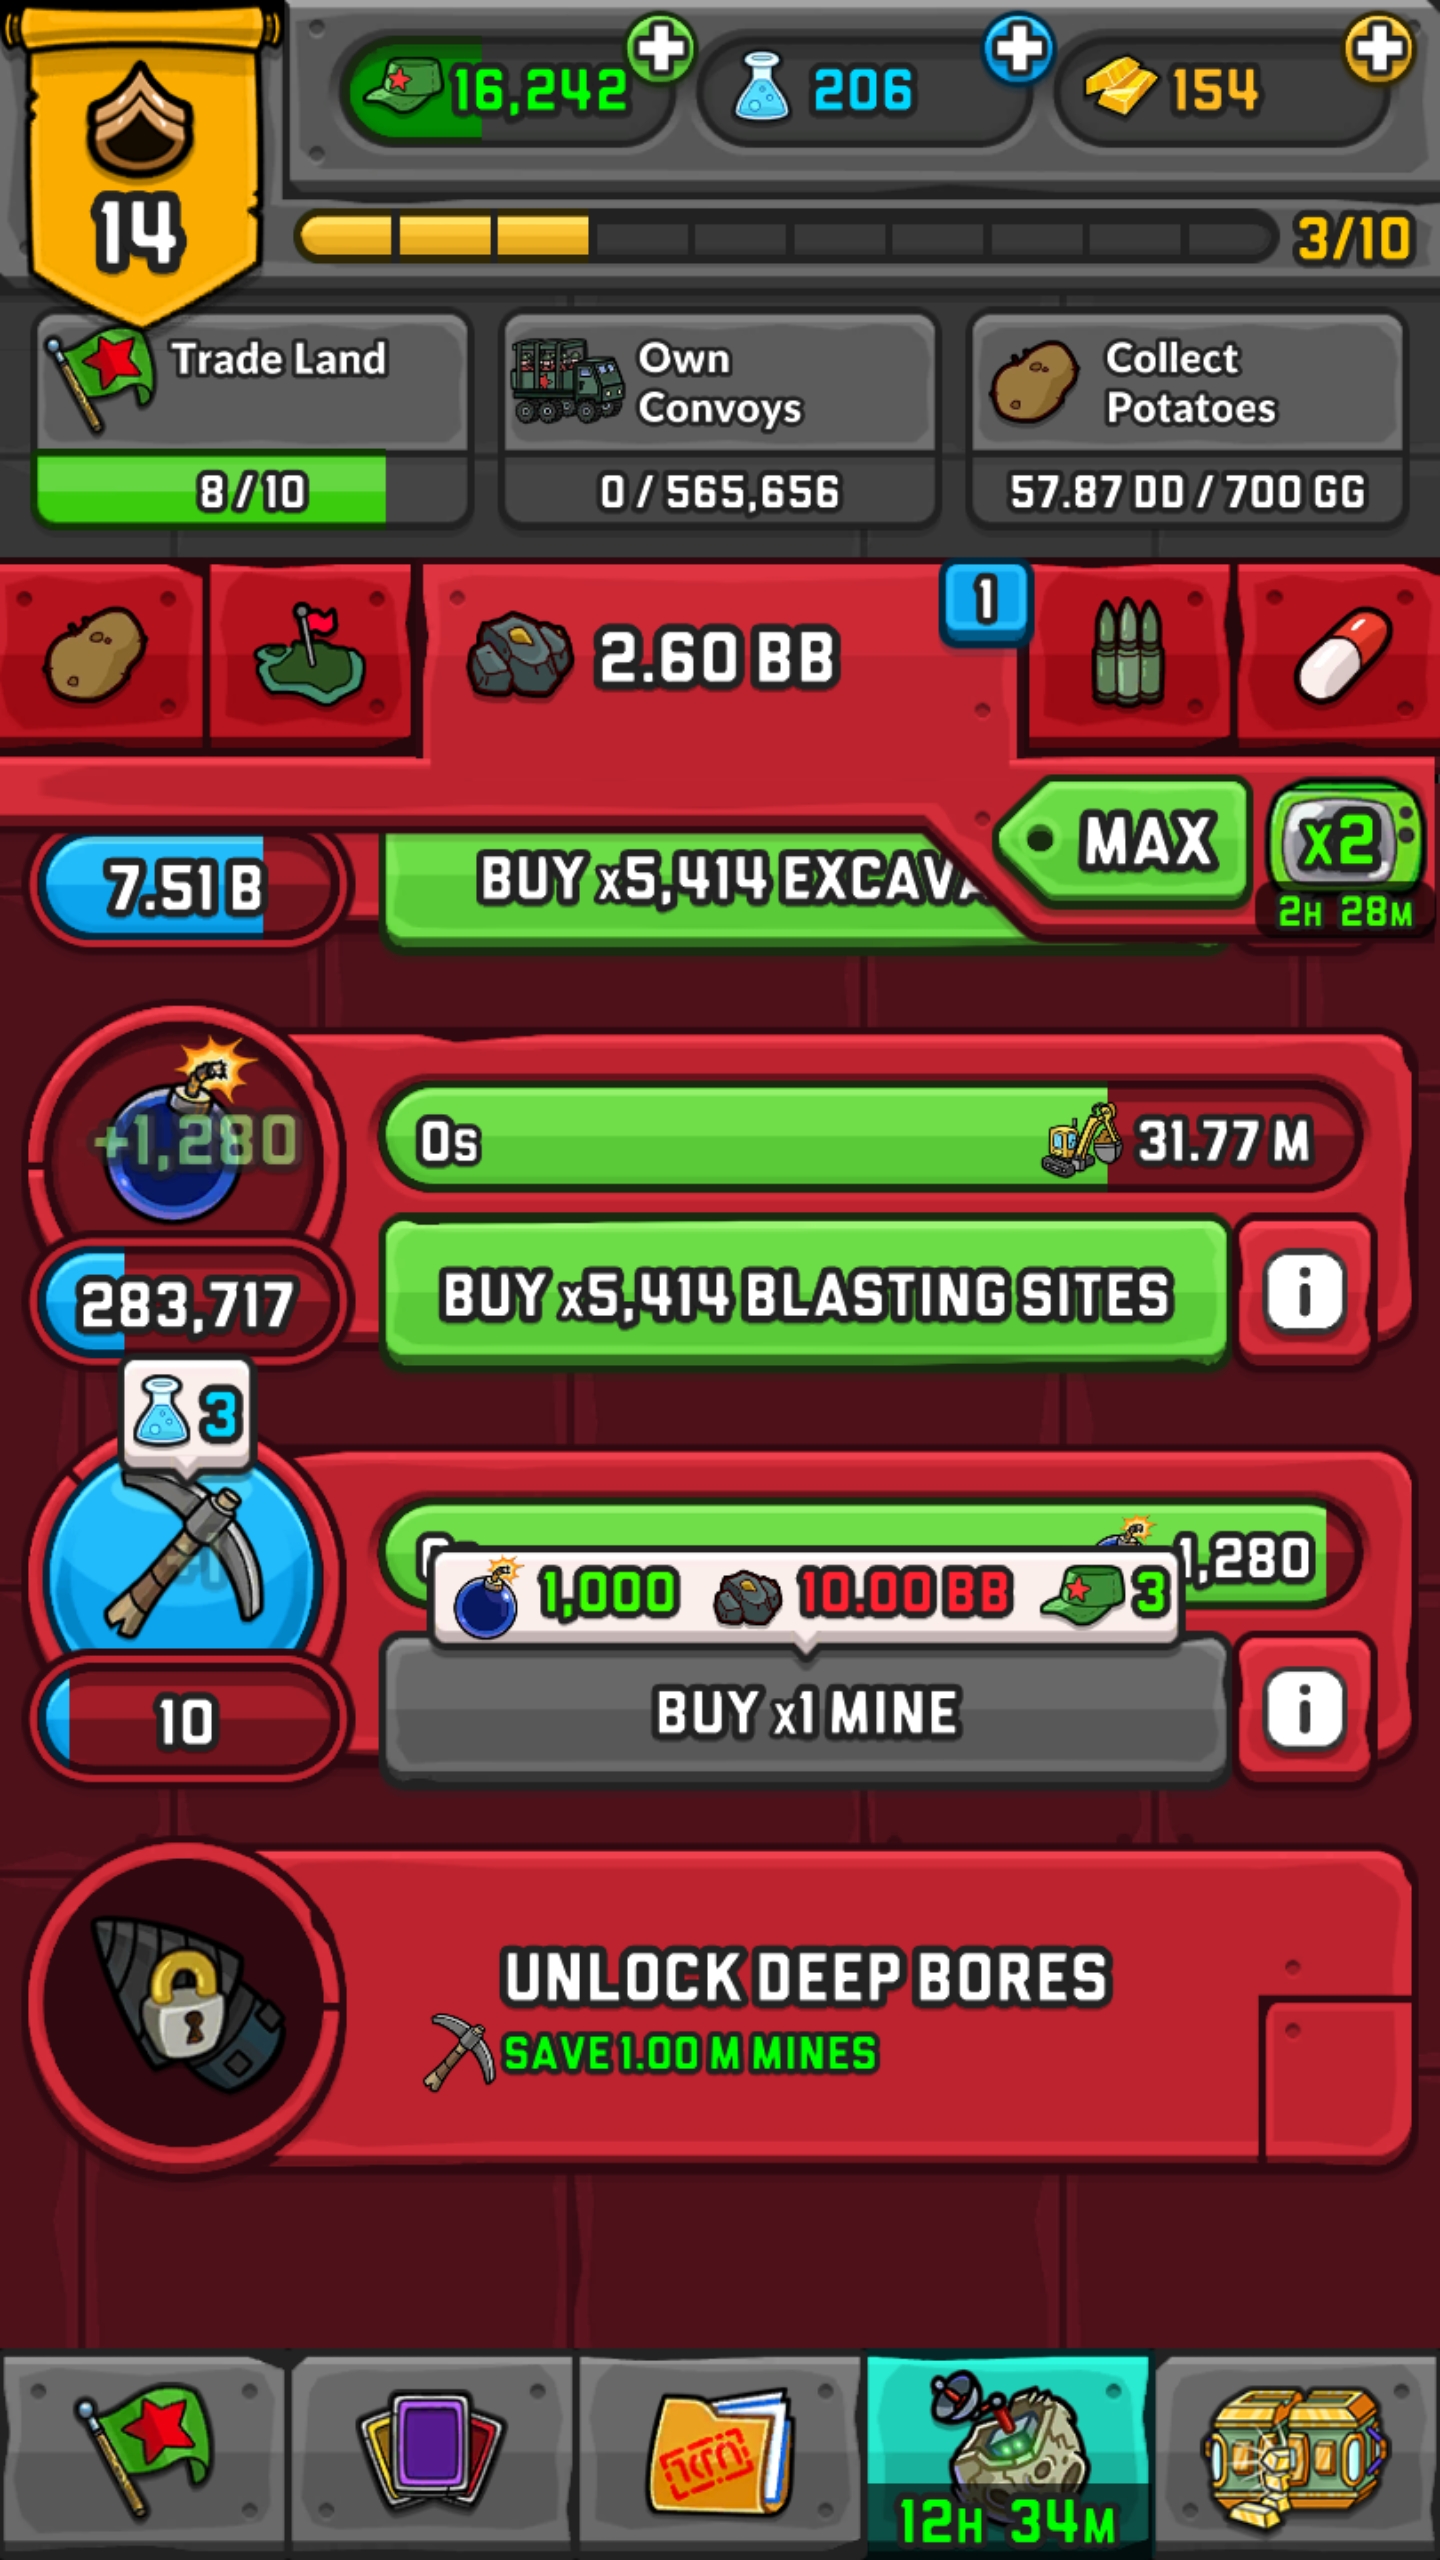 16,242
206
154
14
3/10
Trade Land
Own
Convoys
Collect
Potatoes
8/10
0/565,656
57.87 DD/700 GG
2.60 BB
1
MAX
x2
2H 28M
7.51 B
BUY x5,414
+1,280
0s
31.77 M
283,717
BUY x5,414 BLASTING SITES
i
3
1,280
1,000
10.00 BB
3
10
BUY x1 MINE
i
UNLOCK DEEP BORES
SAVE 1.00 M MINES
12H 34M